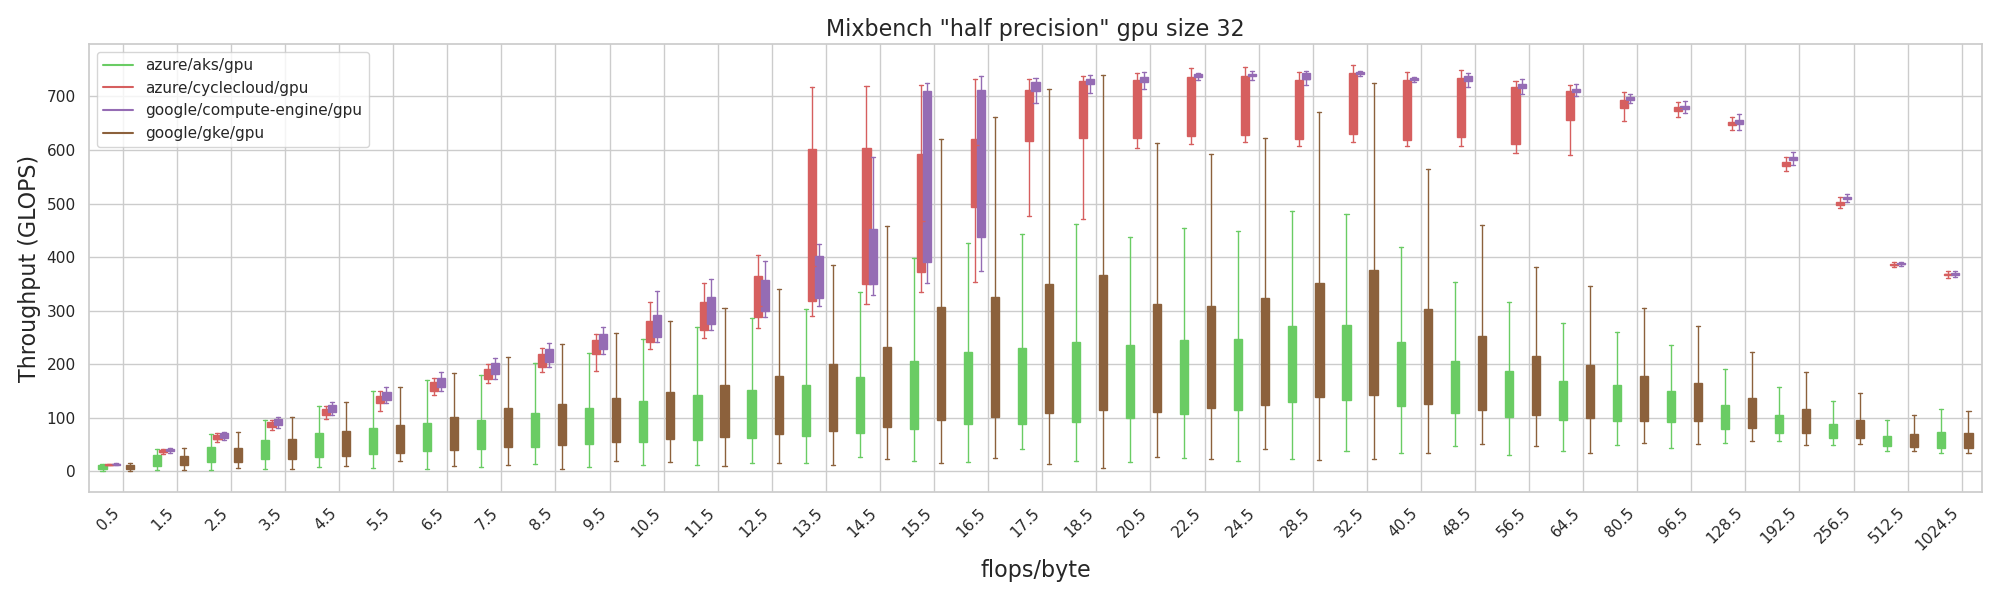 Mixbench "half precision" gpu size 32
azure/aks/gpu
azure/cyclecloud/gpu
google/compute-engine/gpu
google/gke/gpu
Throughput (GLOPS)
700
600
500
400
300
200
100
0
0.5 1.5 2.5 3.5 4.5 5.5 6.5 7.5 8.5 9.5 10.5 11.5 12.5 13.5 14.5 15.5 16.5 17.5 18.5 20.5 22.5 24.5 28.5 32.5 40.5 48.5 56.5 64.5 80.5 96.5 128.5 192.5 256.5 512.5 1024.5
flops/byte